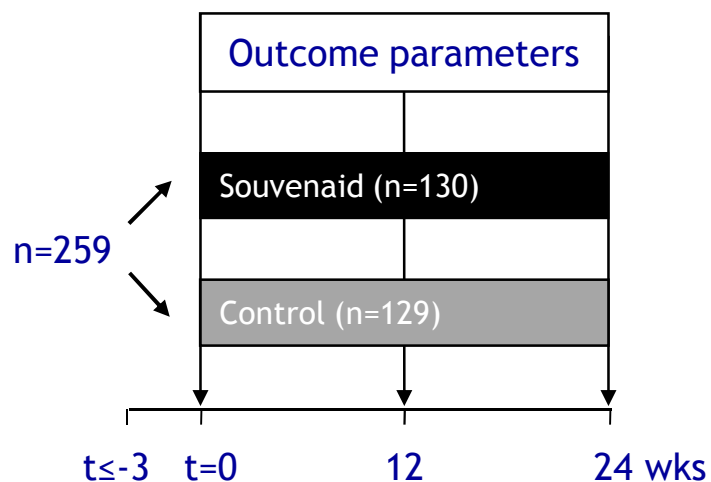 Outcome parameters
Souvenaid (n=130)
n=259
Control (n=129)
t≤-3 t=0 12 24 wks